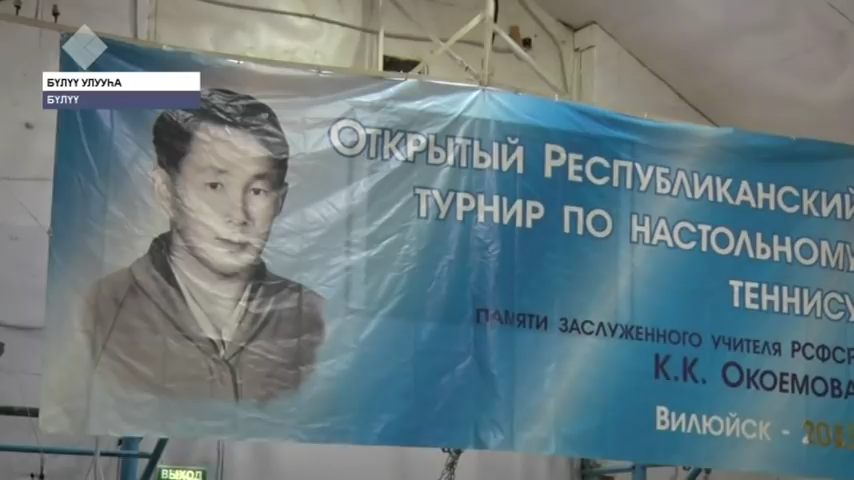 БҮЛҮҮ УЛУУҺА
БҮЛҮҮ
Открытый Республиканский
турнир по настольному
теннису
памяти заслуженного учителя РСФСР
К.К. Окоемова
Вилюйск -
ВЫХОД